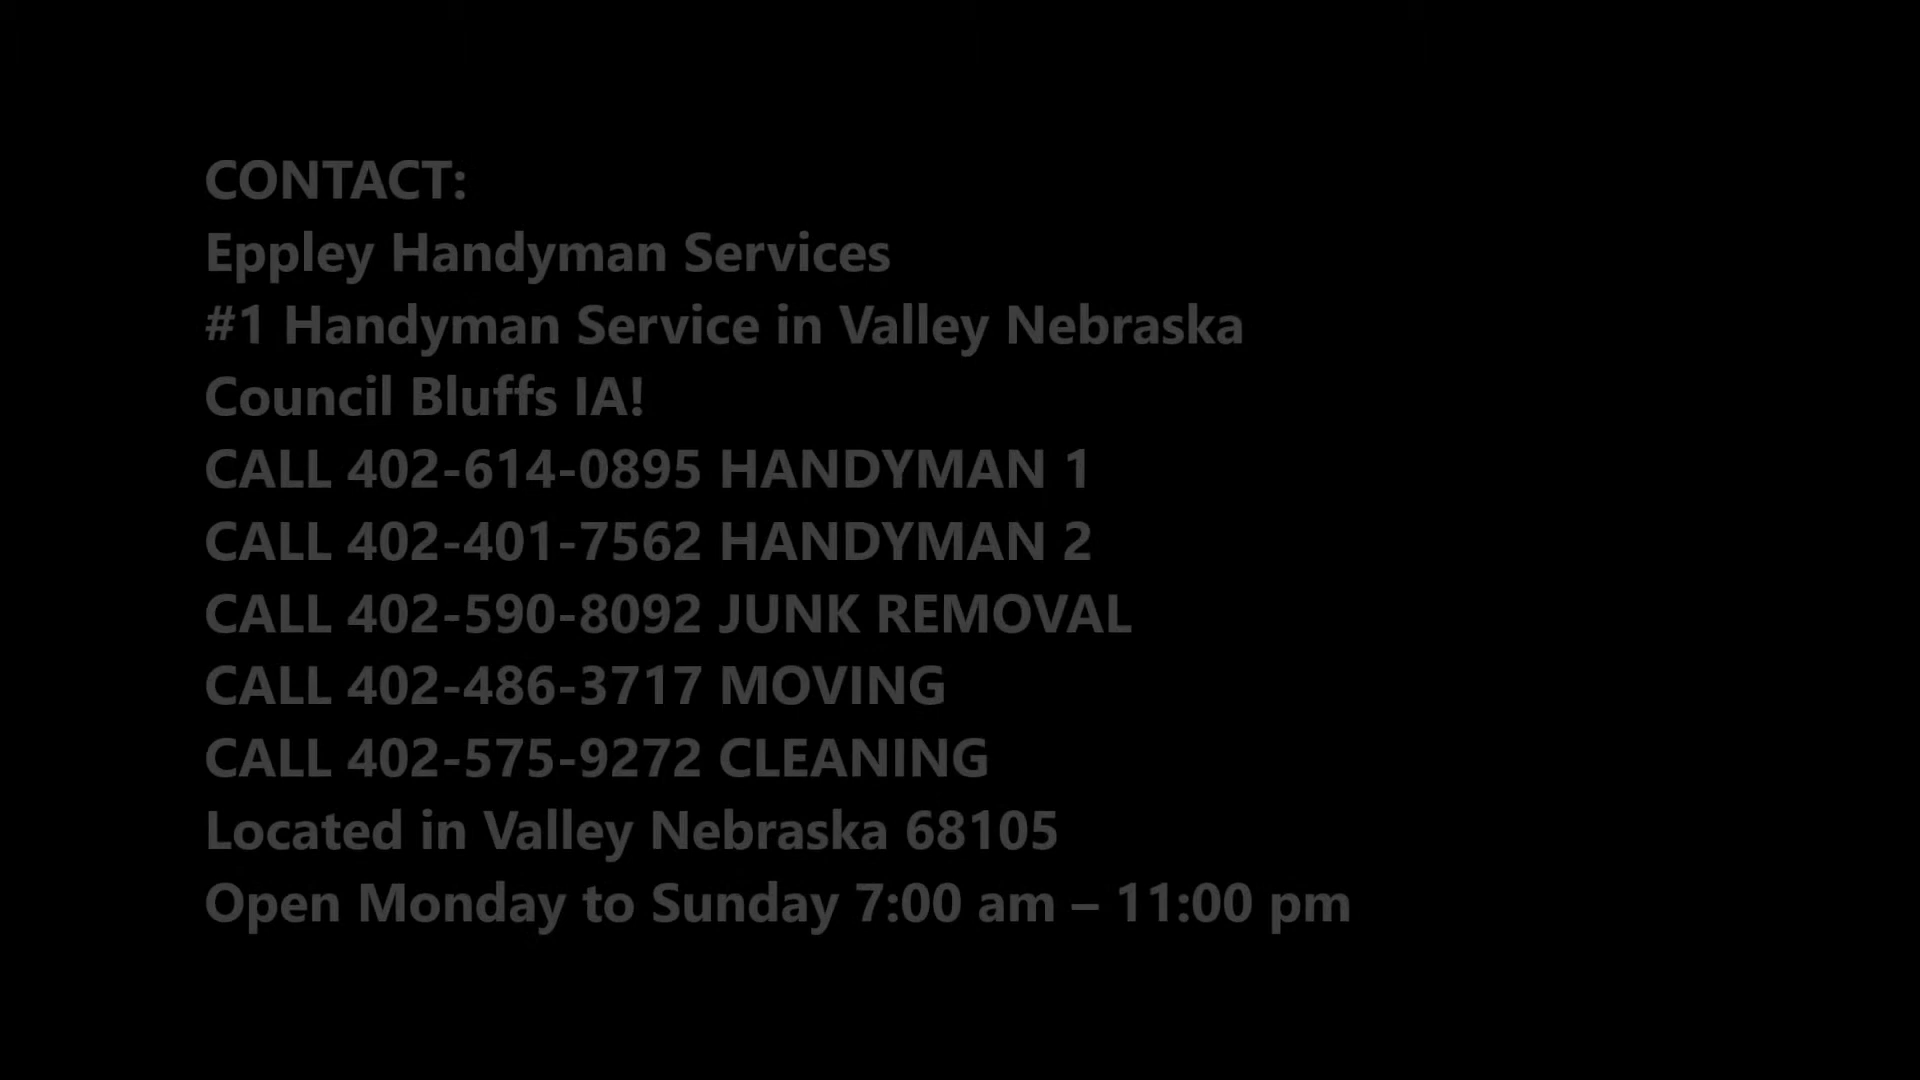 CONTACT:
Eppley Handyman Services
#1 Handyman Service in Valley Nebraska
Council Bluffs IA!
CALL 402-614-0895 HANDYMAN 1
CALL 402-401-7562 HANDYMAN 2
CALL 402-590-8092 JUNK REMOVAL
CALL 402-486-3717 MOVING
CALL 402-575-9272 CLEANING
Located in Valley Nebraska 68105
Open Monday to Sunday 7:00 am – 11:00 pm